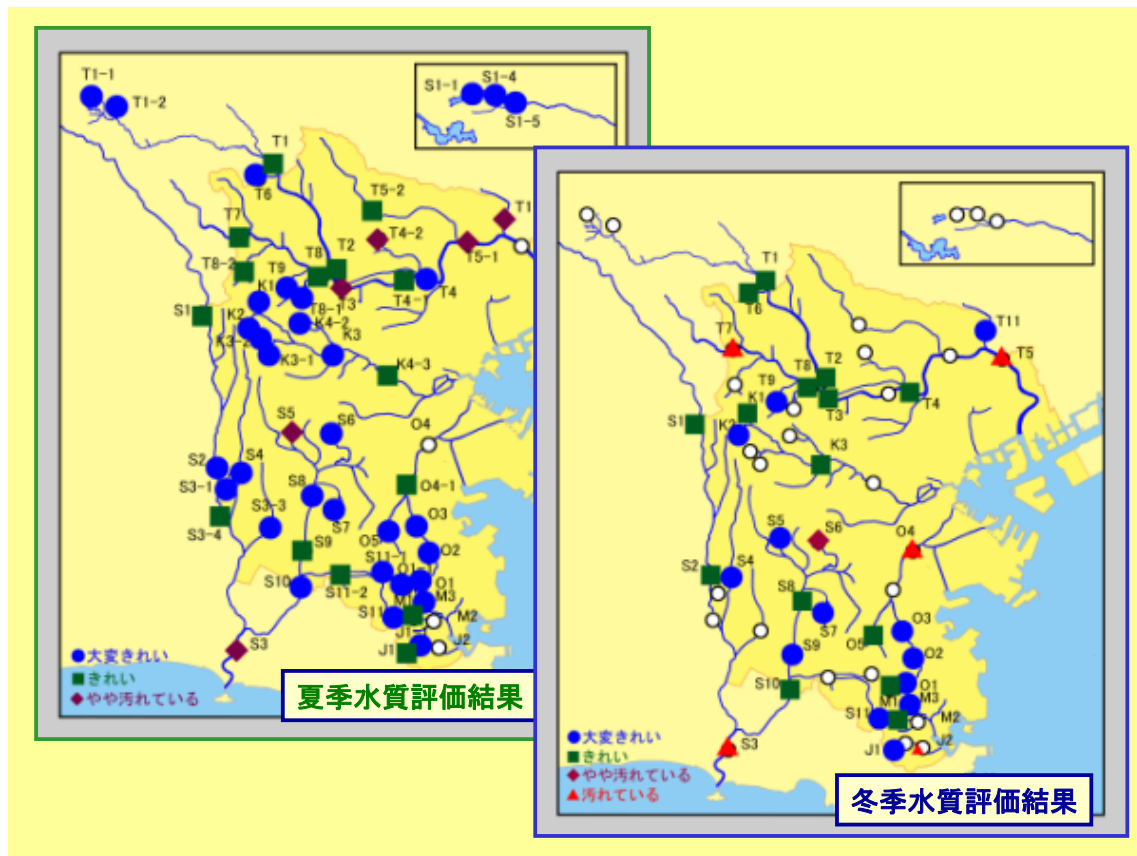 T1-1
T1-2
S1-1
S1-4
S1-5
T1
T6
T5-2
T7
T4-2
T1
T5-1
T8-2
T9
T8
T2
T3
T4-1
T4
K1
T8-1
S1
K2
K4-2
K3
K3-1
K4-3
S5
S6
O4
S2
S4
S3-1
S8
O4-1
S3-3
S3-4
S7
O5
O3
S9
O2
S11-1
S10
S11-2
O1
M3
S11
M1
M2
J1
J2
S3
●大変きれい
■きれい
◆やや汚れている
夏季水質評価結果
T1
T6
T7
T11
T5
T8
T2
T9
K1
T3
T4
S1
K2
K3
S5
S6
O4
S2
S4
S8
S7
O3
O5
S9
O2
S10
O1
M3
M1
S11
M2
J1
J2
S3
●大変きれい
■きれい
◆やや汚れている
▲汚れている
冬季水質評価結果